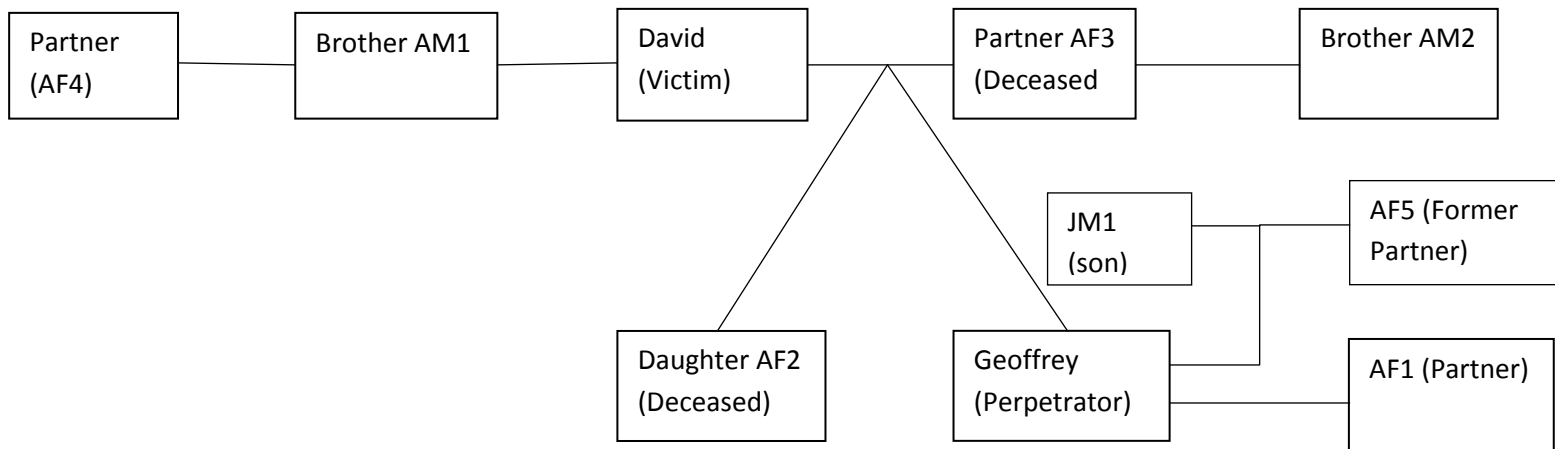 Partner
(AF4)
Brother AM1
David
(Victim)
Partner AF3
(Deceased
Brother AM2
JM1
(son)
AF5 (Former
Partner)
Daughter AF2
(Deceased)
Geoffrey
(Perpetrator)
AF1 (Partner)